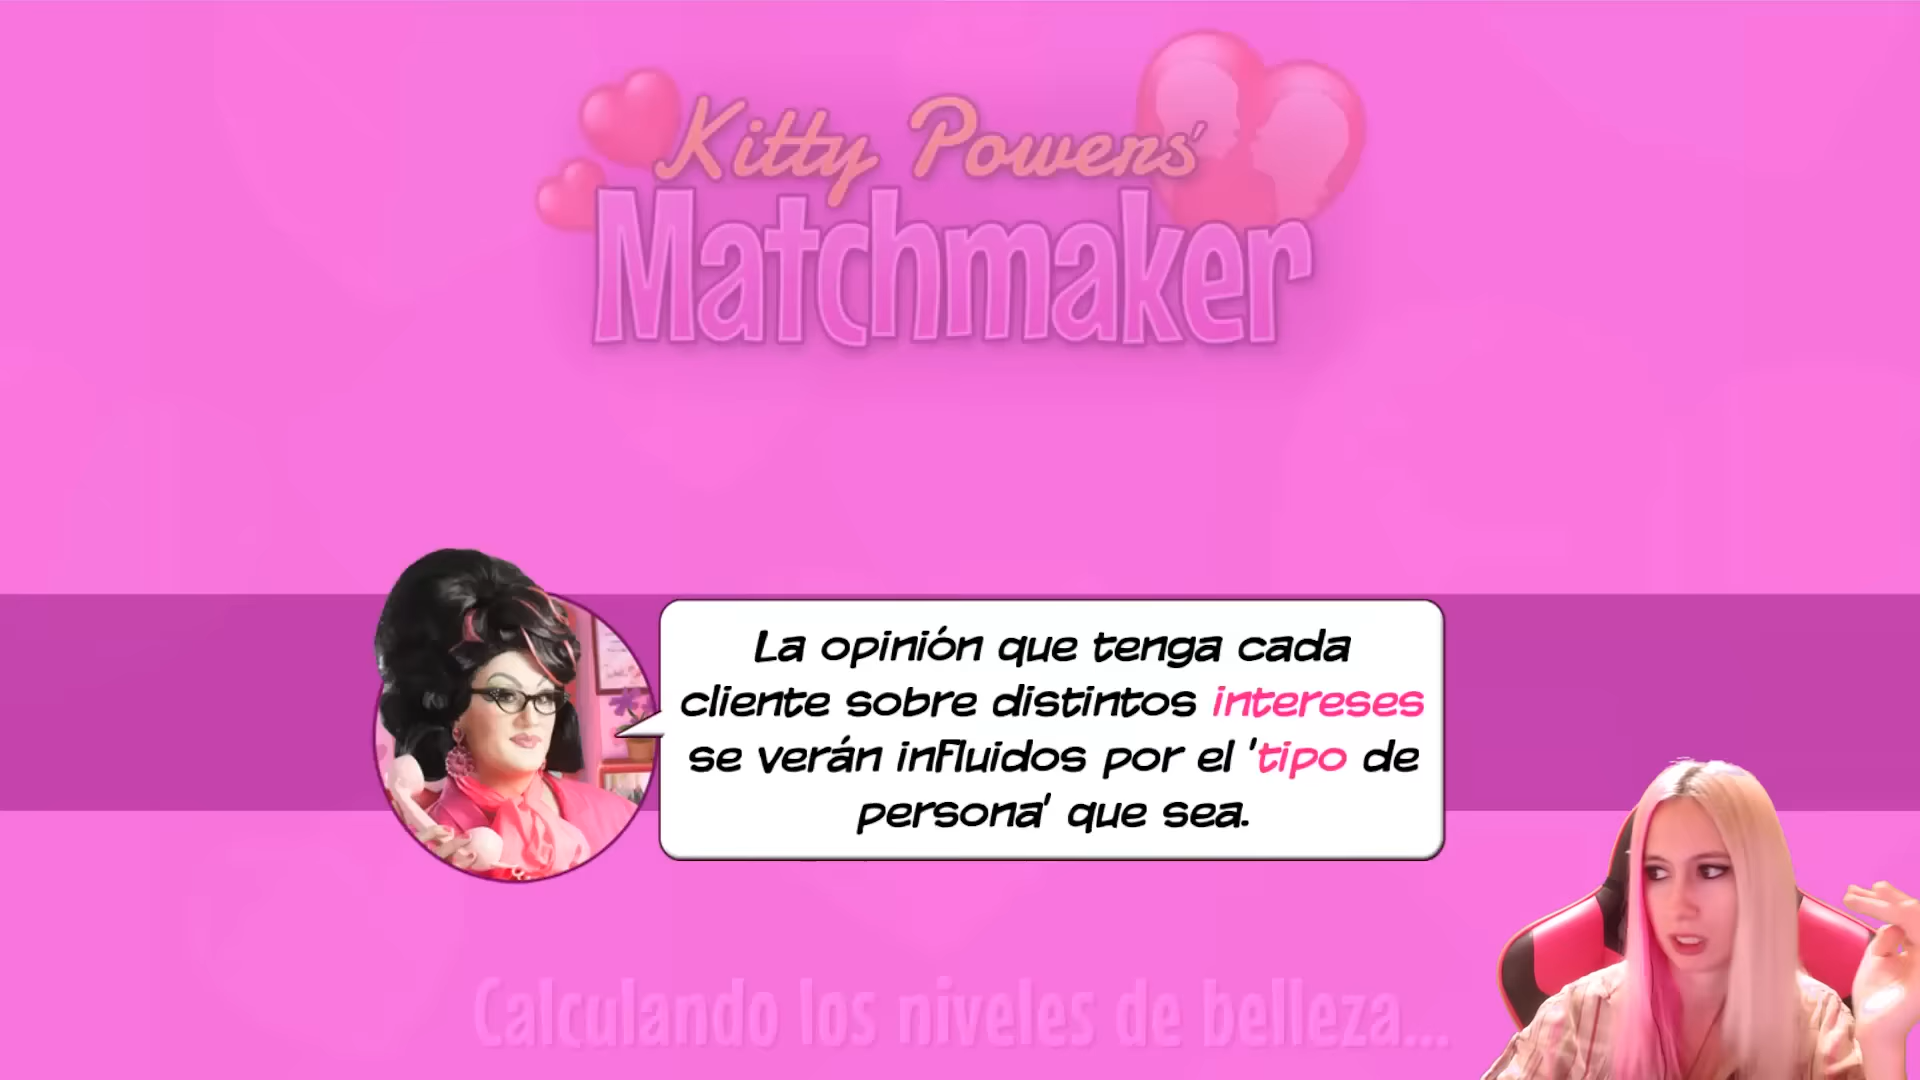 Kitty Powers'
Matchmaker
La opinión que tenga cada
cliente sobre distintos intereses
se verán influidos por el 'tipo de
persona' que sea.
Calculando los niveles de belleza...